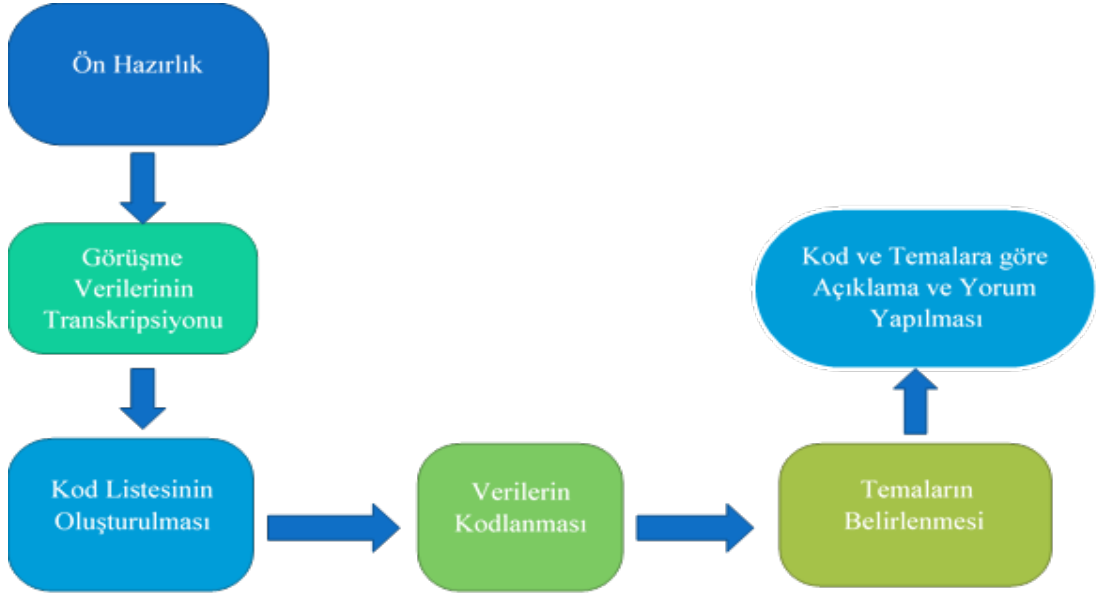 Ön Hazırlık
Görüşme
Verilerinin
Transkripsiyonu
Kod Listesinin
Oluşturulması
Verilerin
Kodlanması
Temaların
Belirlenmesi
Kod ve Temalara göre
Açıklama ve Yorum
Yapılması